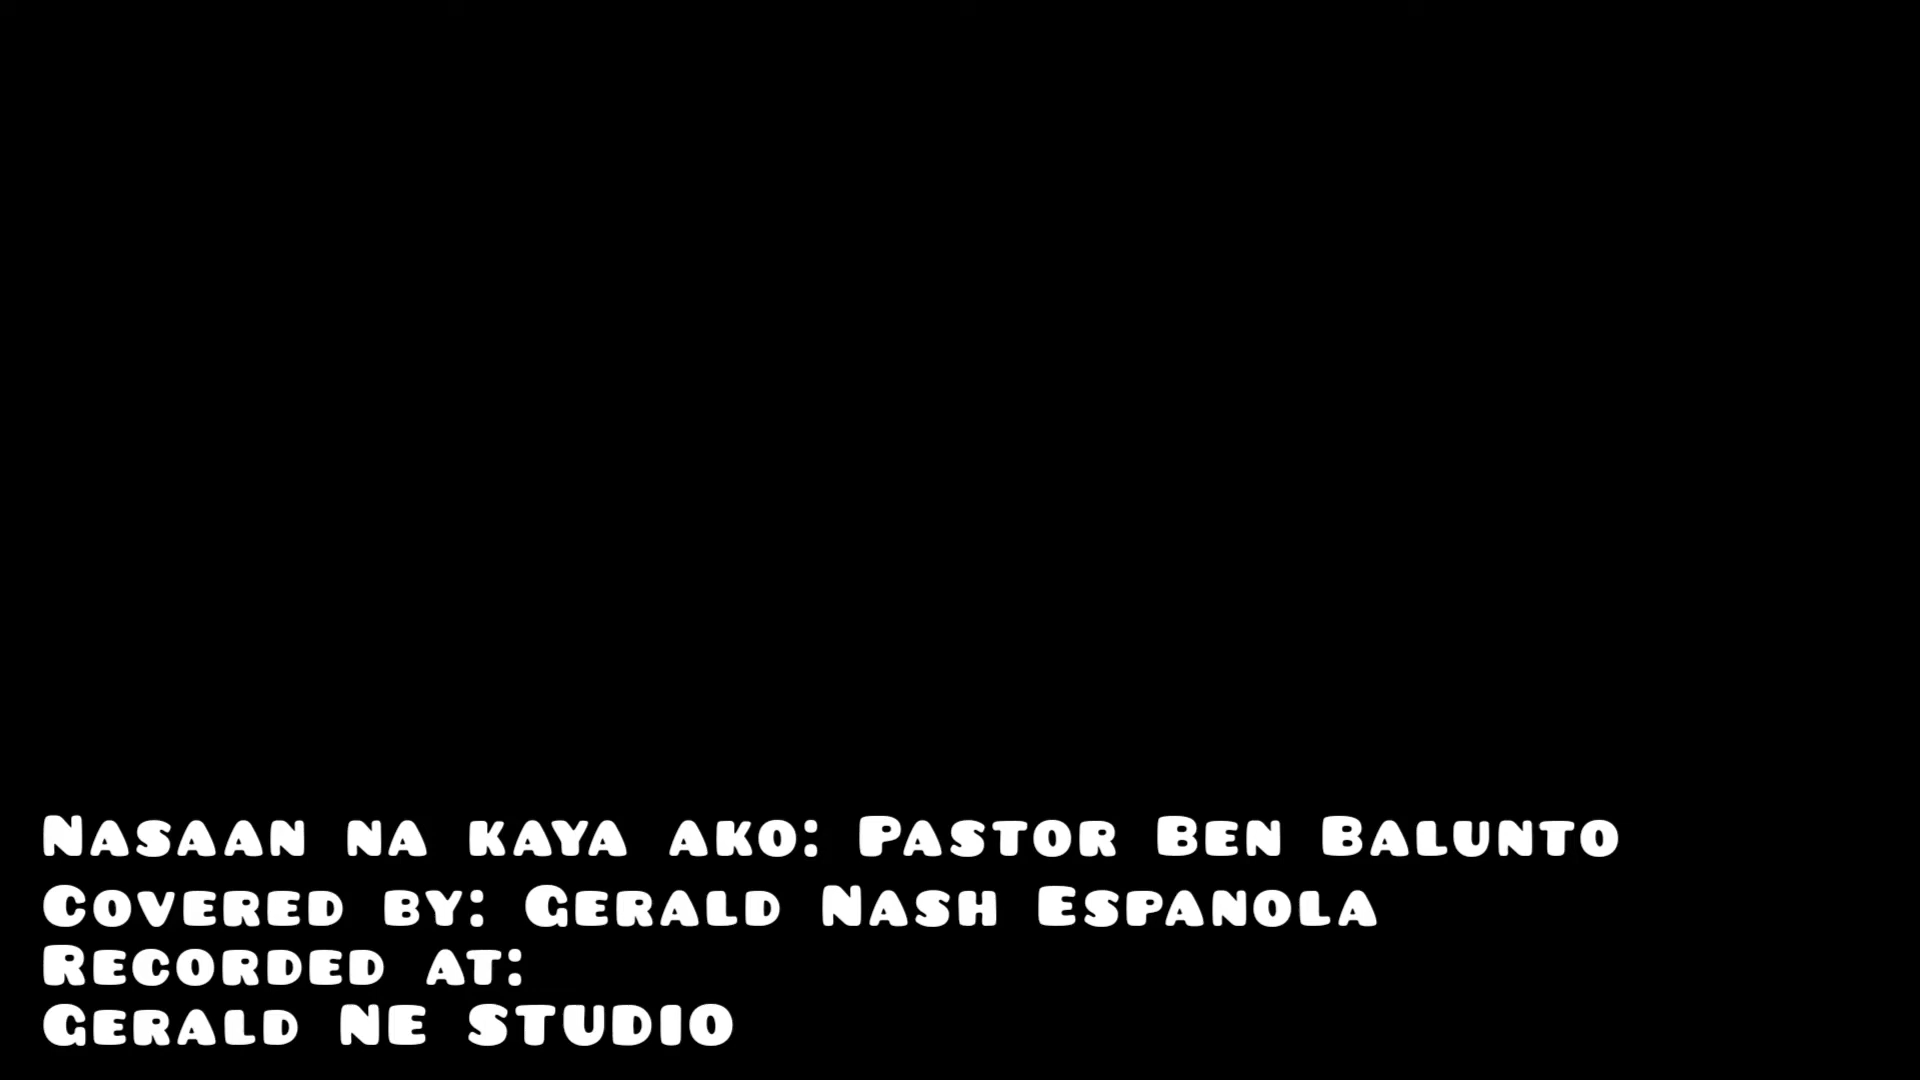 Nasaan na kaya ako: Pastor Ben Balunto
Covered by: Gerald Nash Espanola
Recorded at:
Gerald NE STUDIO